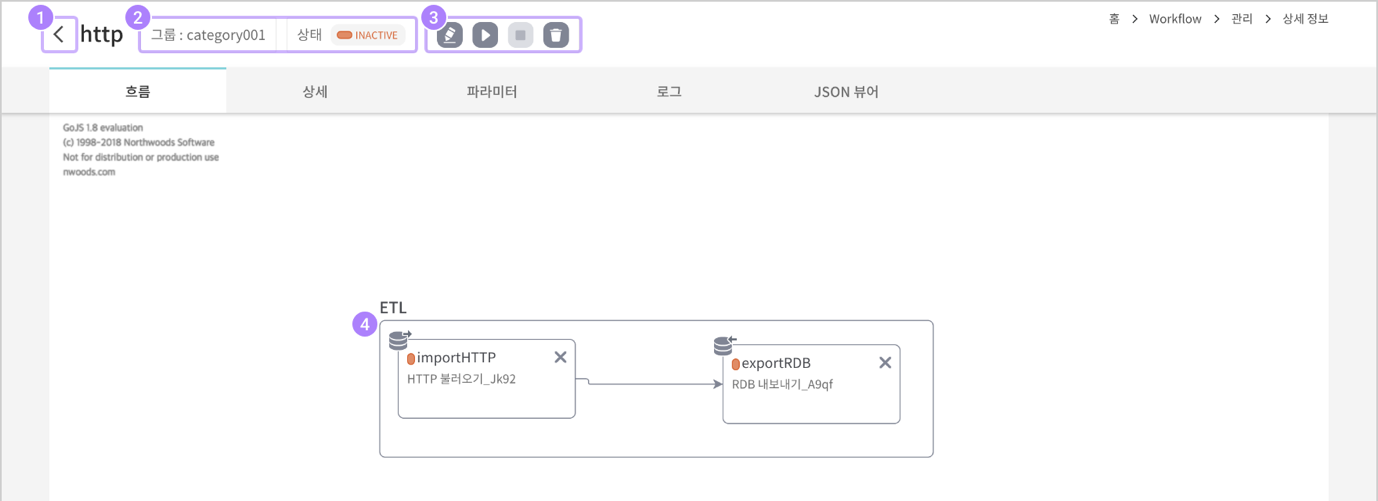 1 2 3
http 그룹 : category001 상태 INACTIVE
홈 > Workflow > 관리 > 상세 정보
흐름 상세 파라미터 로그 JSON 뷰어
GoJS 1.8 evaluation
(c) 1998-2018 Northwoods Software
Not for distribution or production use
nwoods.com
ETL
4
importHTTP
HTTP 불러오기_Jk92
exportRDB
RDB 내보내기_A9qf